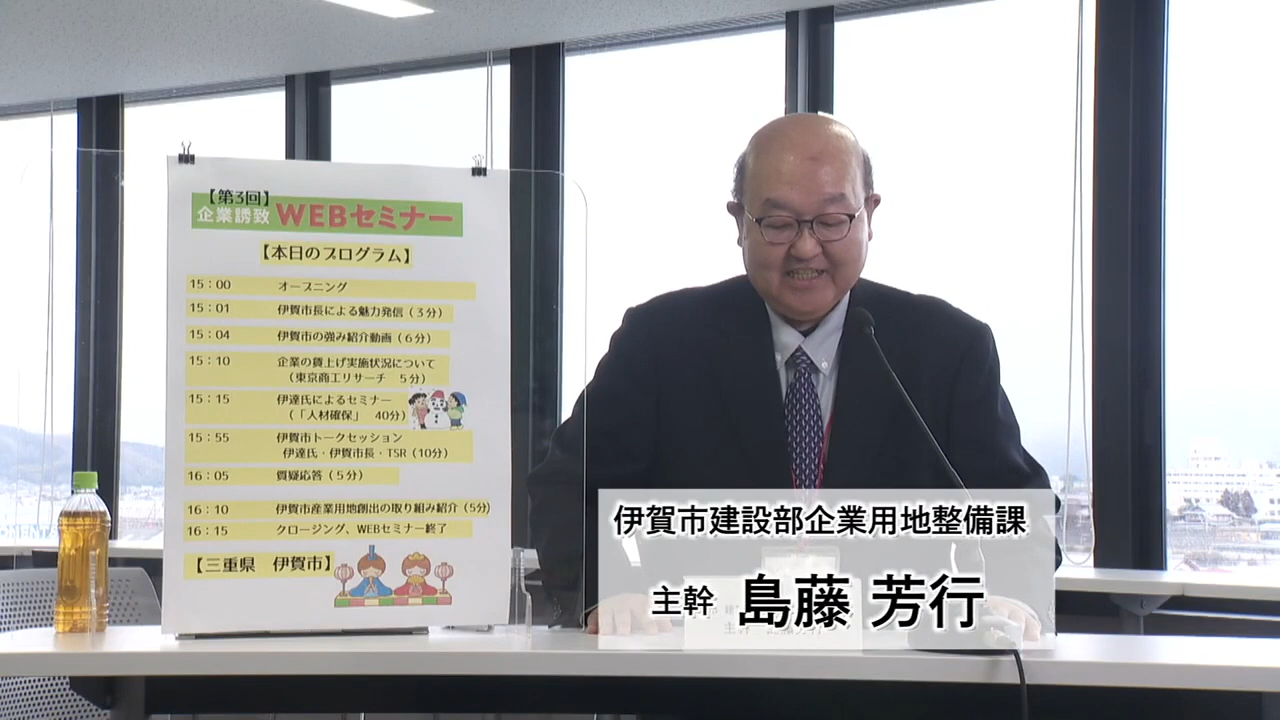 【第3回】
企業誘致 WEBセミナー
【本日のプログラム】
15：00 オープニング
15：01 伊賀市長による魅力発信（3分）
15：04 伊賀市の強み紹介動画（6分）
15：10 企業の賃上げ実施状況について
（東京商工リサーチ 5分）
15：15 伊達氏によるセミナー
（「人材確保」 40分）
15：55 伊賀市トークセッション
伊達氏・伊賀市長・TSR（10分）
16：05 質疑応答（5分）
16：10 伊賀市産業用地創出の取り組み紹介（5分）
16：15 クロージング、WEBセミナー終了
【三重県 伊賀市】
伊賀市建設部企業用地整備課
主幹 島藤 芳行